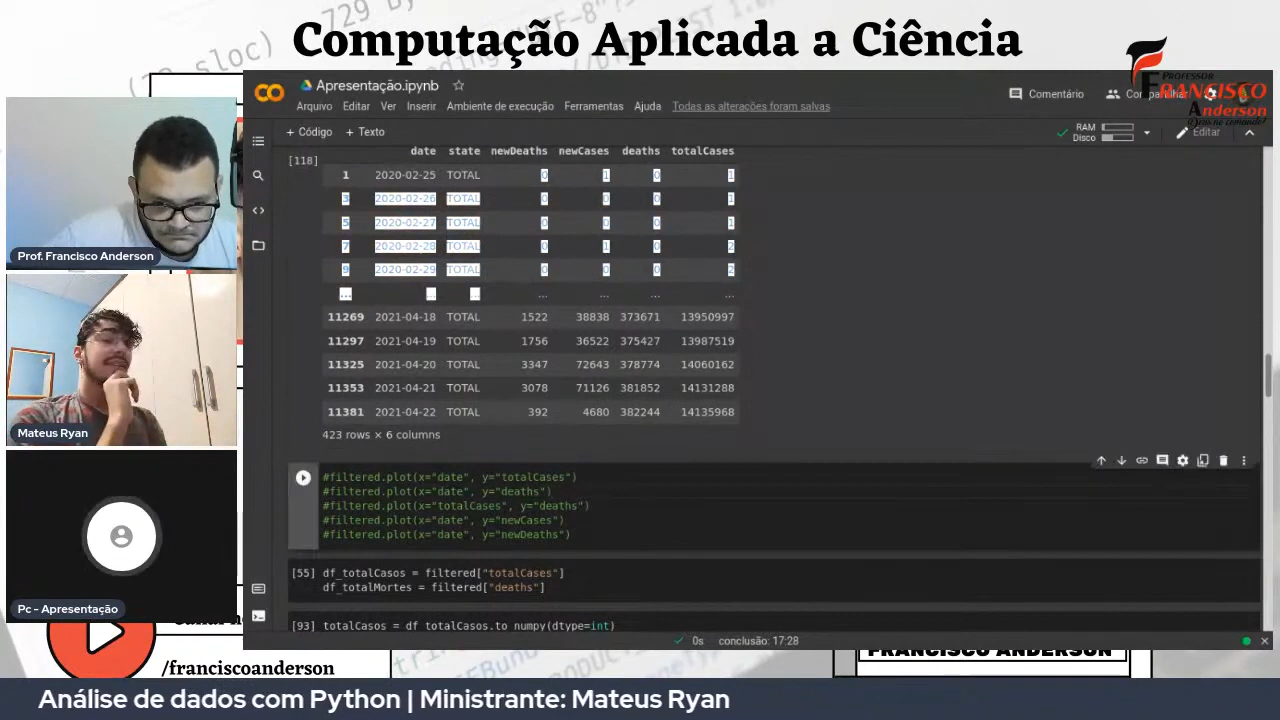 729 by
sloc)
Computação Aplicada a Ciência
PROFESSOR
FRANCISCO
Anderson
Apresentação.ipynb
Arquivo Editar Ver Inserir Ambiente de execução Ferramentas Ajuda Todas as alterações foram salvas
Comentário
+ Código + Texto
RAM
Disco
Editar
[118]
date state newDeaths newCases deaths totalCases
1 2020-02-25 TOTAL 0 1 0 1
3 2020-02-26 TOTAL 0 0 0 1
5 2020-02-27 TOTAL 0 0 0 1
7 2020-02-28 TOTAL 0 1 0 2
9 2020-02-29 TOTAL 0 0 0 2
... ... ... ... ... ... ...
11269 2021-04-18 TOTAL 1522 38838 373671 13950997
11297 2021-04-19 TOTAL 1756 36522 375427 13987519
11325 2021-04-20 TOTAL 3347 72643 378774 14060162
11353 2021-04-21 TOTAL 3078 71126 381852 14131288
11381 2021-04-22 TOTAL 392 4680 382244 14135968
423 rows × 6 columns
#filtered.plot(x="date", y="totalCases")
#filtered.plot(x="date", y="deaths")
#filtered.plot(x="totalCases", y="deaths")
#filtered.plot(x="date", y="newCases")
#filtered.plot(x="date", y="newDeaths")
[55] df_totalCasos = filtered["totalCases"]
df_totalMortes = filtered["deaths"]
[93] totalCasos = df_totalCasos.to_numpy(dtype=int)
0s conclusão: 17:28
Prof. Francisco Anderson
Mateus Ryan
Pc - Apresentação
/franciscoanderson
FRANCISCO ANDERSON
Análise de dados com Python | Ministrante: Mateus Ryan